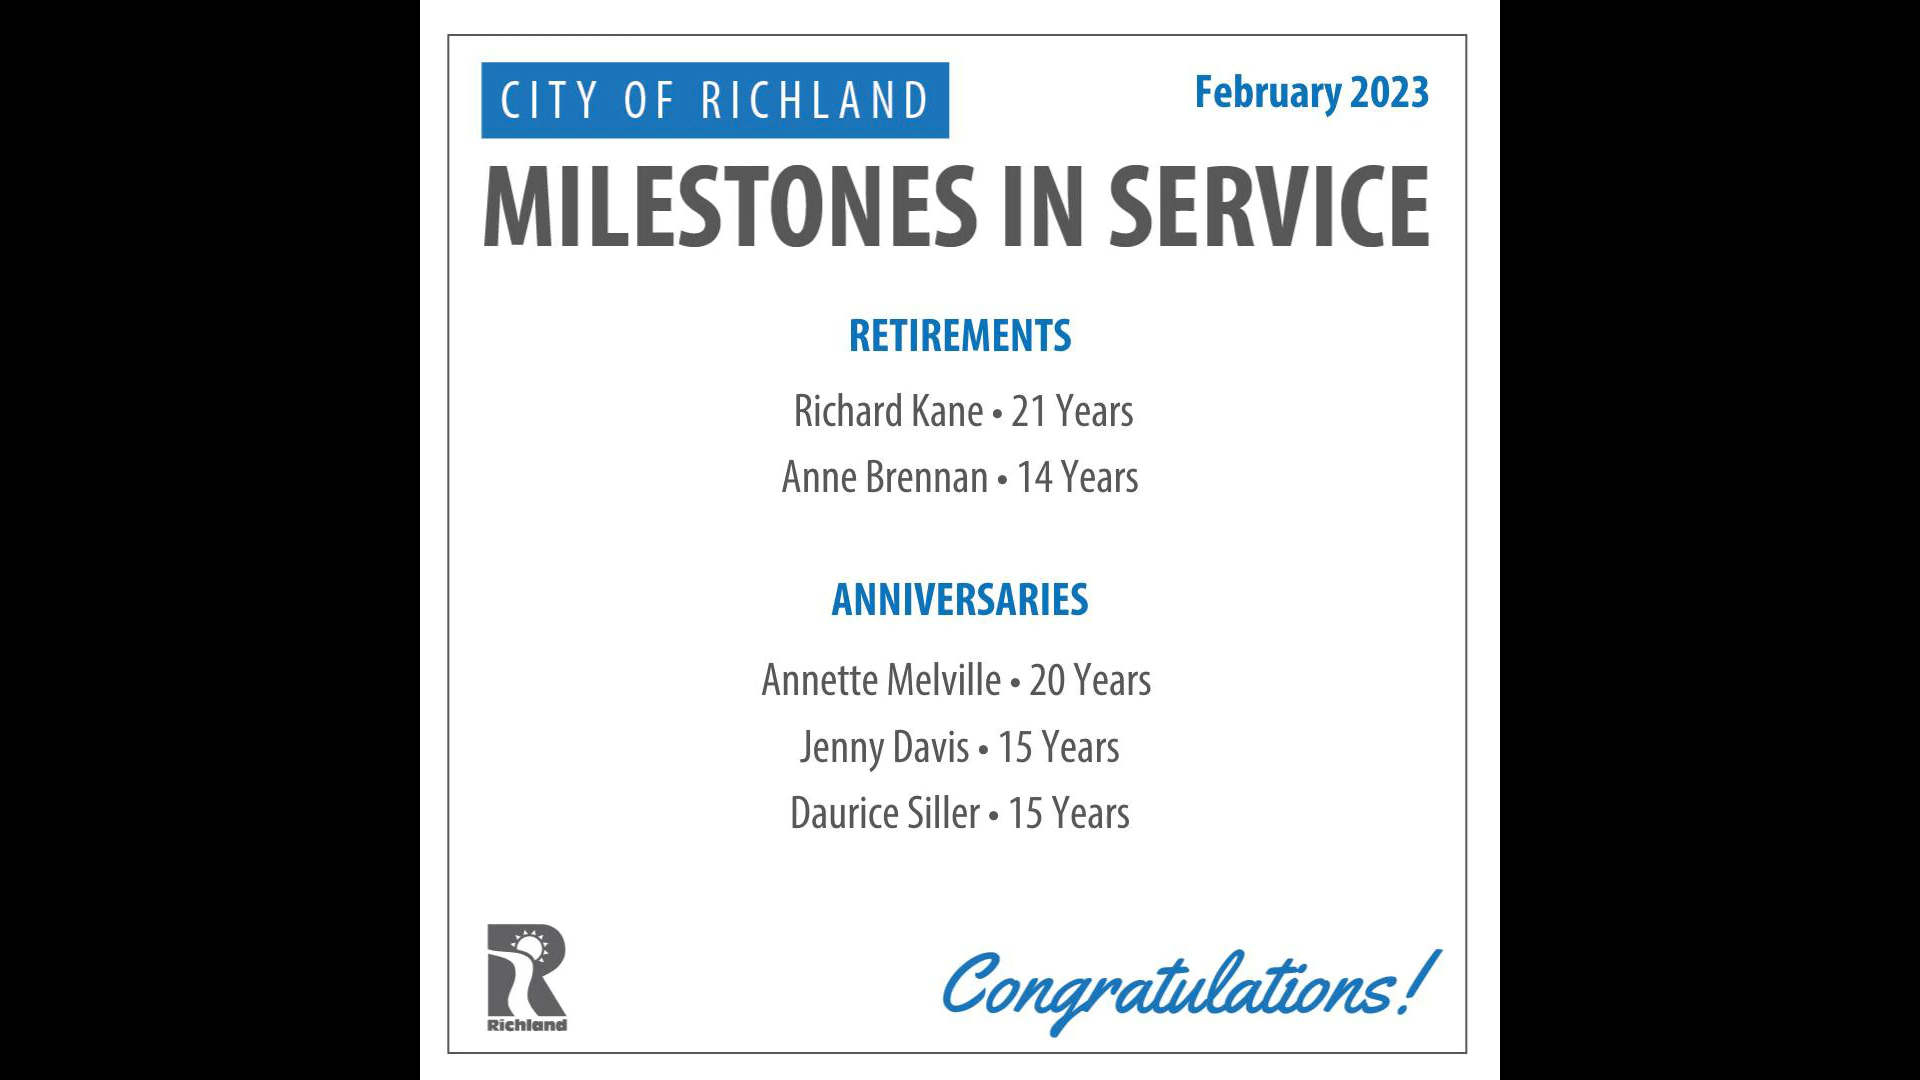 CITY OF RICHLAND
February 2023
MILESTONES IN SERVICE
RETIREMENTS
Richard Kane • 21 Years
Anne Brennan • 14 Years
ANNIVERSARIES
Annette Melville • 20 Years
Jenny Davis • 15 Years
Daurice Siller • 15 Years
Richland
Congratulations!